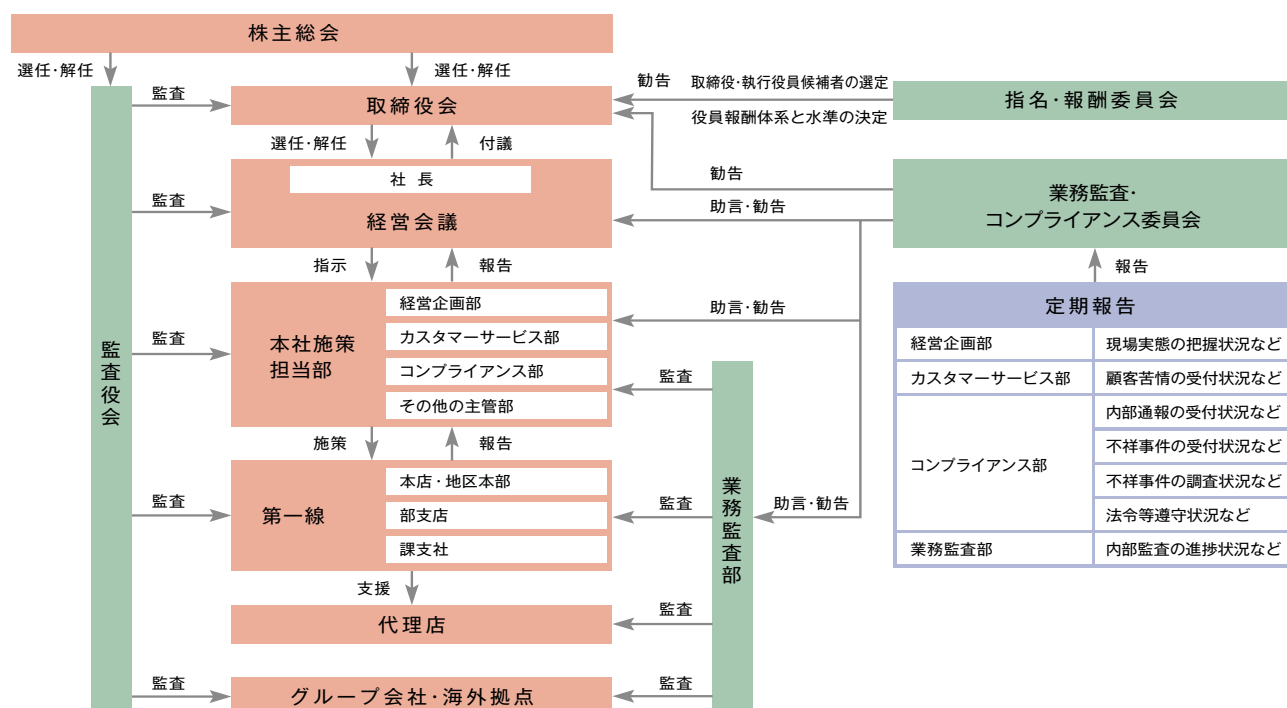 株主総会
選任・解任
選任・解任
監査役会
監査
取締役会
勧告
取締役・執行役員候補者の選定
役員報酬体系と水準の決定
指名・報酬委員会
選任・解任
付議
社長
経営会議
監査
勧告
助言・勧告
業務監査・
コンプライアンス委員会
指示
報告
報告
本社施策
担当部
経営企画部
カスタマーサービス部
コンプライアンス部
その他の主管部
監査
助言・勧告
監査
施策
報告
第一線
本店・地区本部
部支店
課支社
監査
監査
業務監査部
助言・勧告
支援
代理店
監査
監査
グループ会社・海外拠点
監査
定期報告
経営企画部
現場実態の把握状況など
カスタマーサービス部
顧客苦情の受付状況など
コンプライアンス部
内部通報の受付状況など
不祥事件の受付状況など
不祥事件の調査状況など
法令等遵守状況など
業務監査部
内部監査の進捗状況など